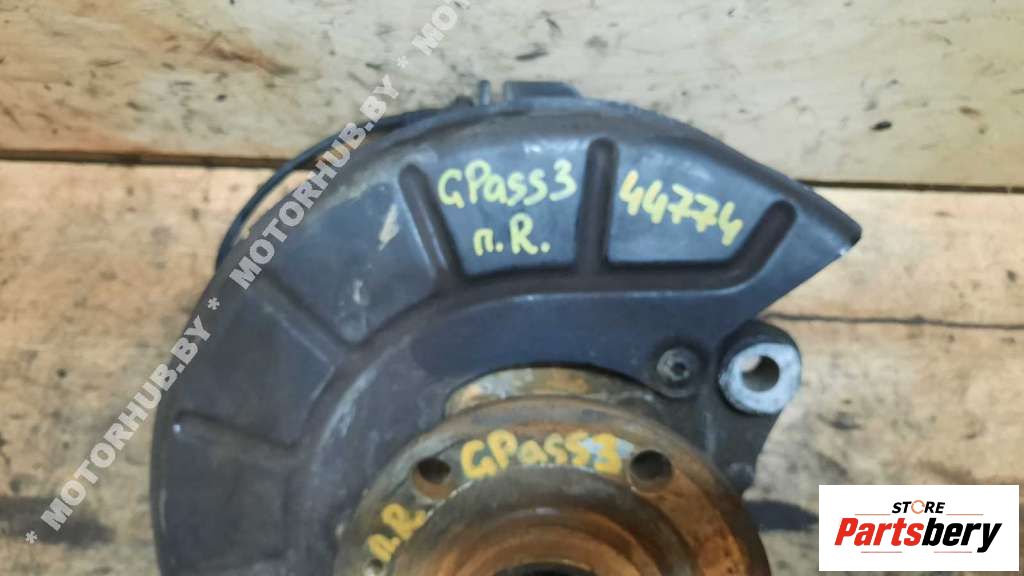 GPass3
п.R.
44774
GPass3
п.R.
* MOTORHUB.BY * MOTORHUB.BY * MOTORHUB.BY *
STORE
Partsbery